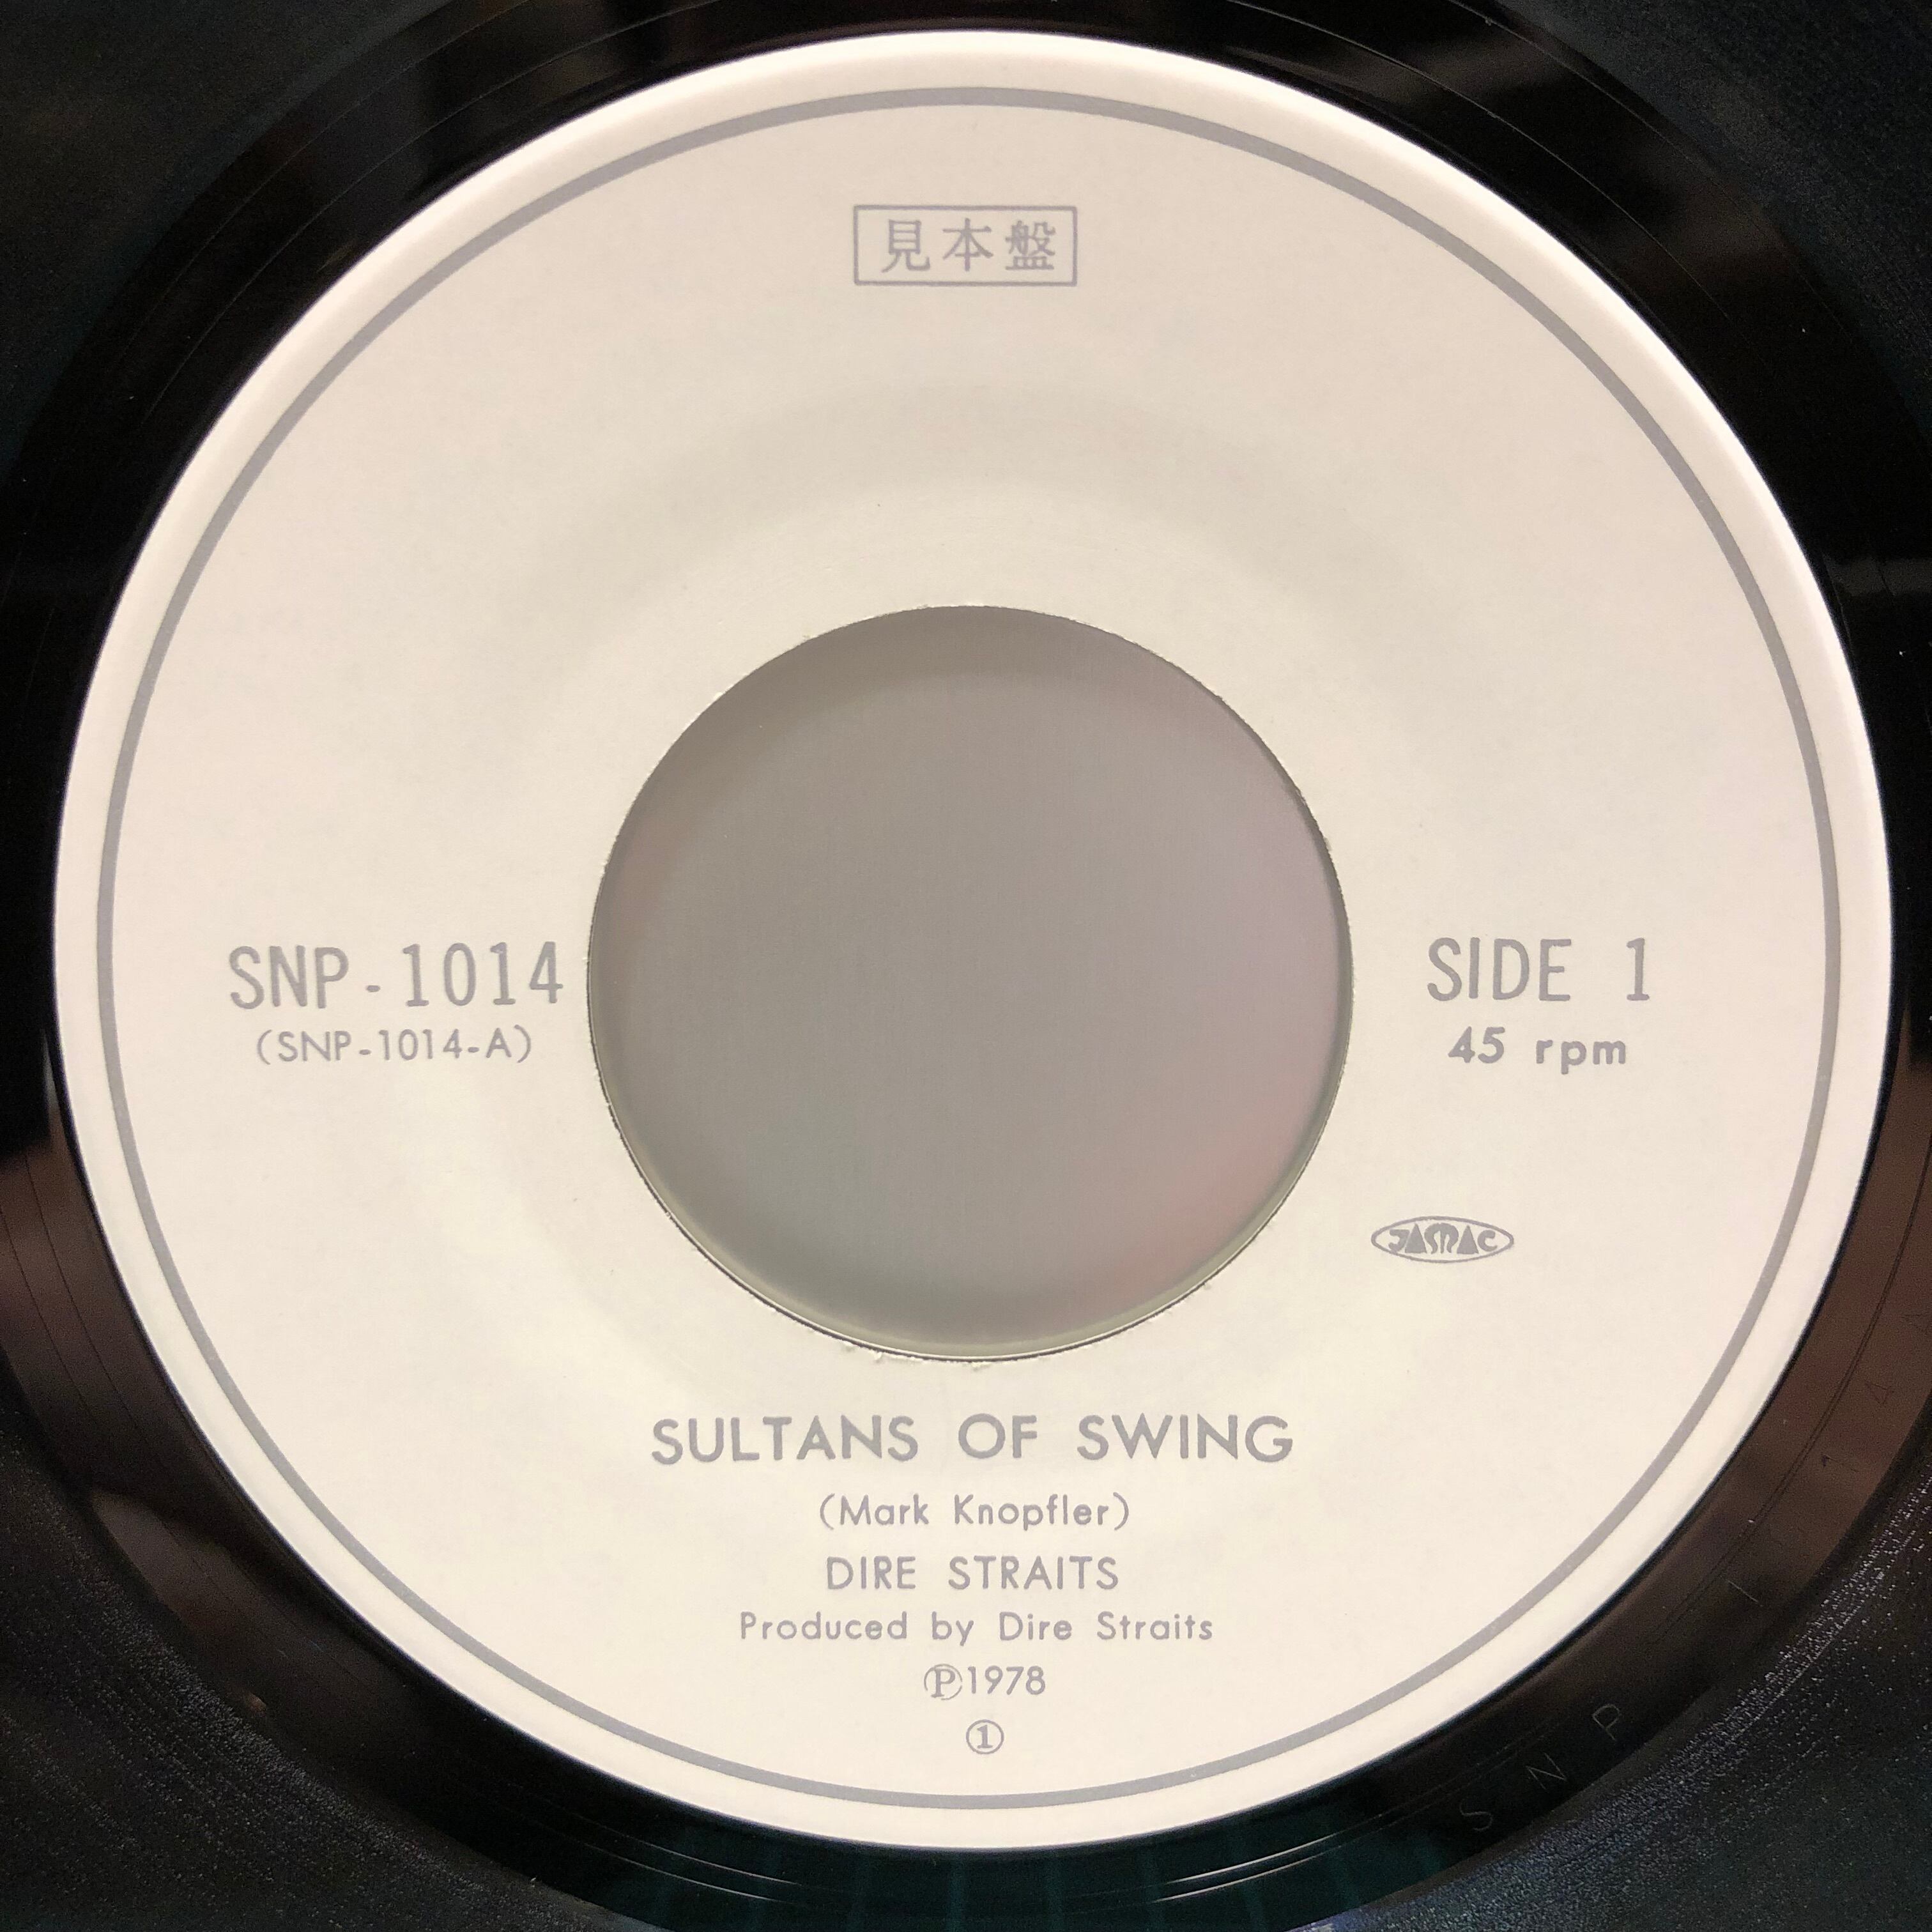 見本盤
SNP-1014
(SNP-1014-A)
SIDE 1
45 rpm
JASRAC
SULTANS OF SWING
(Mark Knopfler)
DIRE STRAITS
Produced by Dire Straits
Ⓟ1978
①
S N P